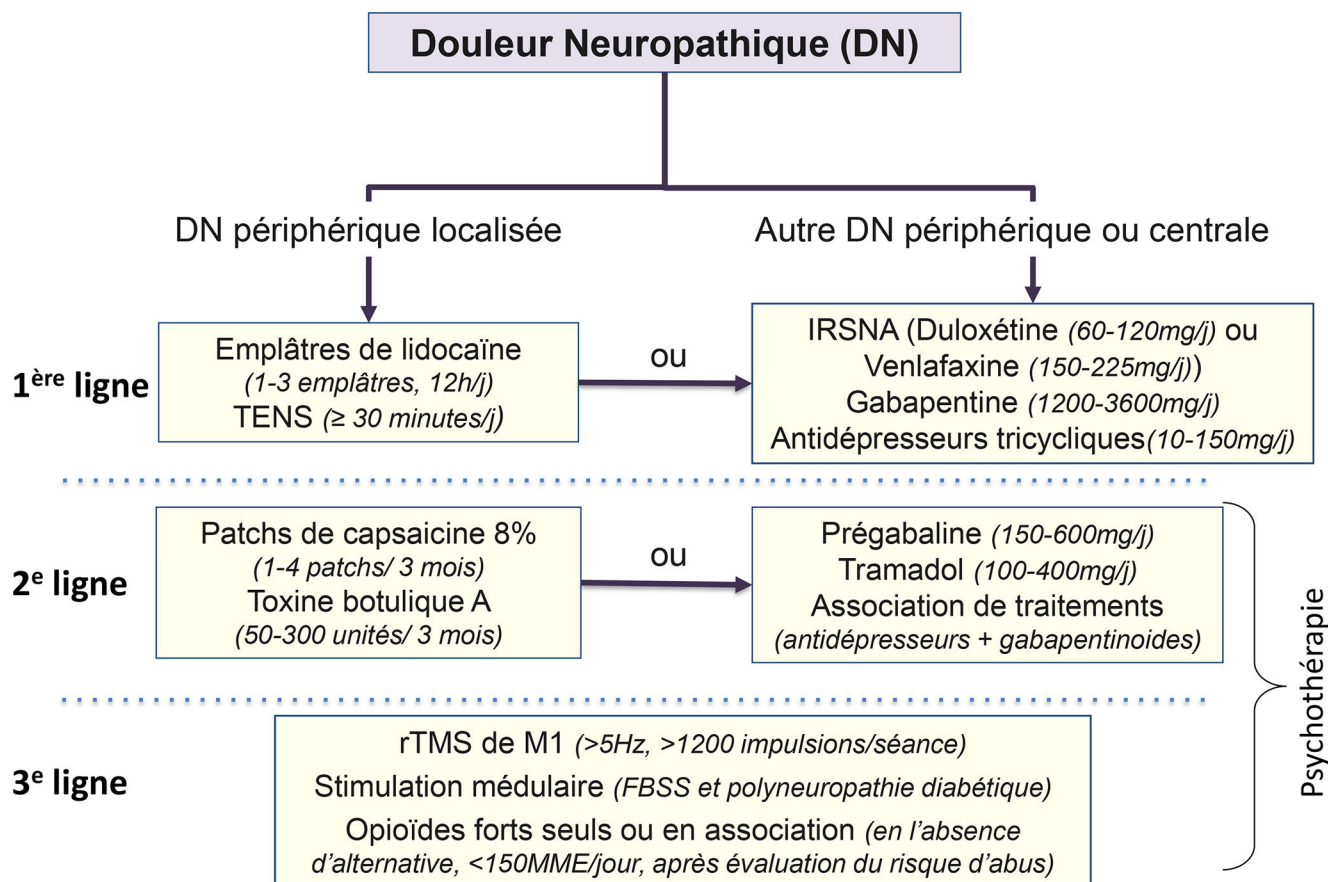 Douleur Neuropathique (DN)
DN périphérique localisée
Autre DN périphérique ou centrale
1ère ligne
Emplâtres de lidocaïne
(1-3 emplâtres, 12h/j)
TENS (≥ 30 minutes/j)
ou
IRSNA (Duloxétine (60-120mg/j) ou
Venlafaxine (150-225mg/j))
Gabapentine (1200-3600mg/j)
Antidépresseurs tricycliques(10-150mg/j)
2e ligne
Patchs de capsaicine 8%
(1-4 patchs/ 3 mois)
Toxine botulique A
(50-300 unités/ 3 mois)
ou
Prégabaline (150-600mg/j)
Tramadol (100-400mg/j)
Association de traitements
(antidépresseurs + gabapentinoides)
3e ligne
rTMS de M1 (>5Hz, >1200 impulsions/séance)
Stimulation médulaire (FBSS et polyneuropathie diabétique)
Opioïdes forts seuls ou en association (en l’absence
d’alternative, <150MME/jour, après évaluation du risque d’abus)
Psychothérapie